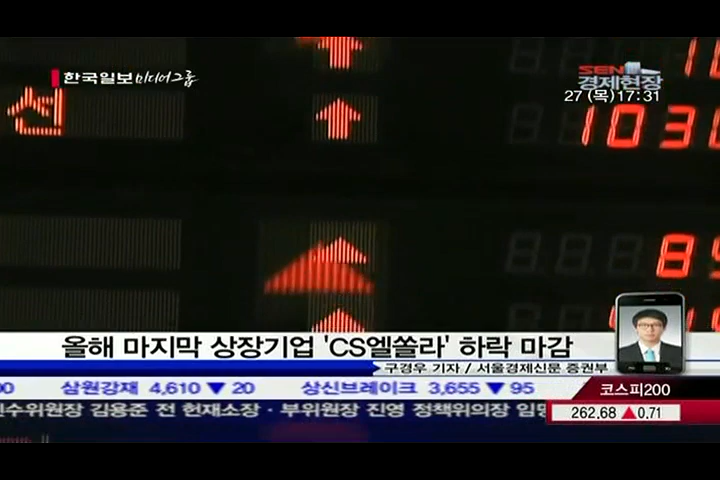 한국일보 미디어그룹
SEN
경제현장
27 (목) 17:31
선
올해 마지막 상장기업 'CS엘쏠라' 하락 마감
구경우 기자 / 서울경제신문 증권부
삼원강재 4,610 ▼ 20 상신브레이크 3,655 ▼ 95
코스피200
수위원장 김용준 전 헌재소장 · 부위원장 진영 정책위의장 임명
262.68 ▲0.71